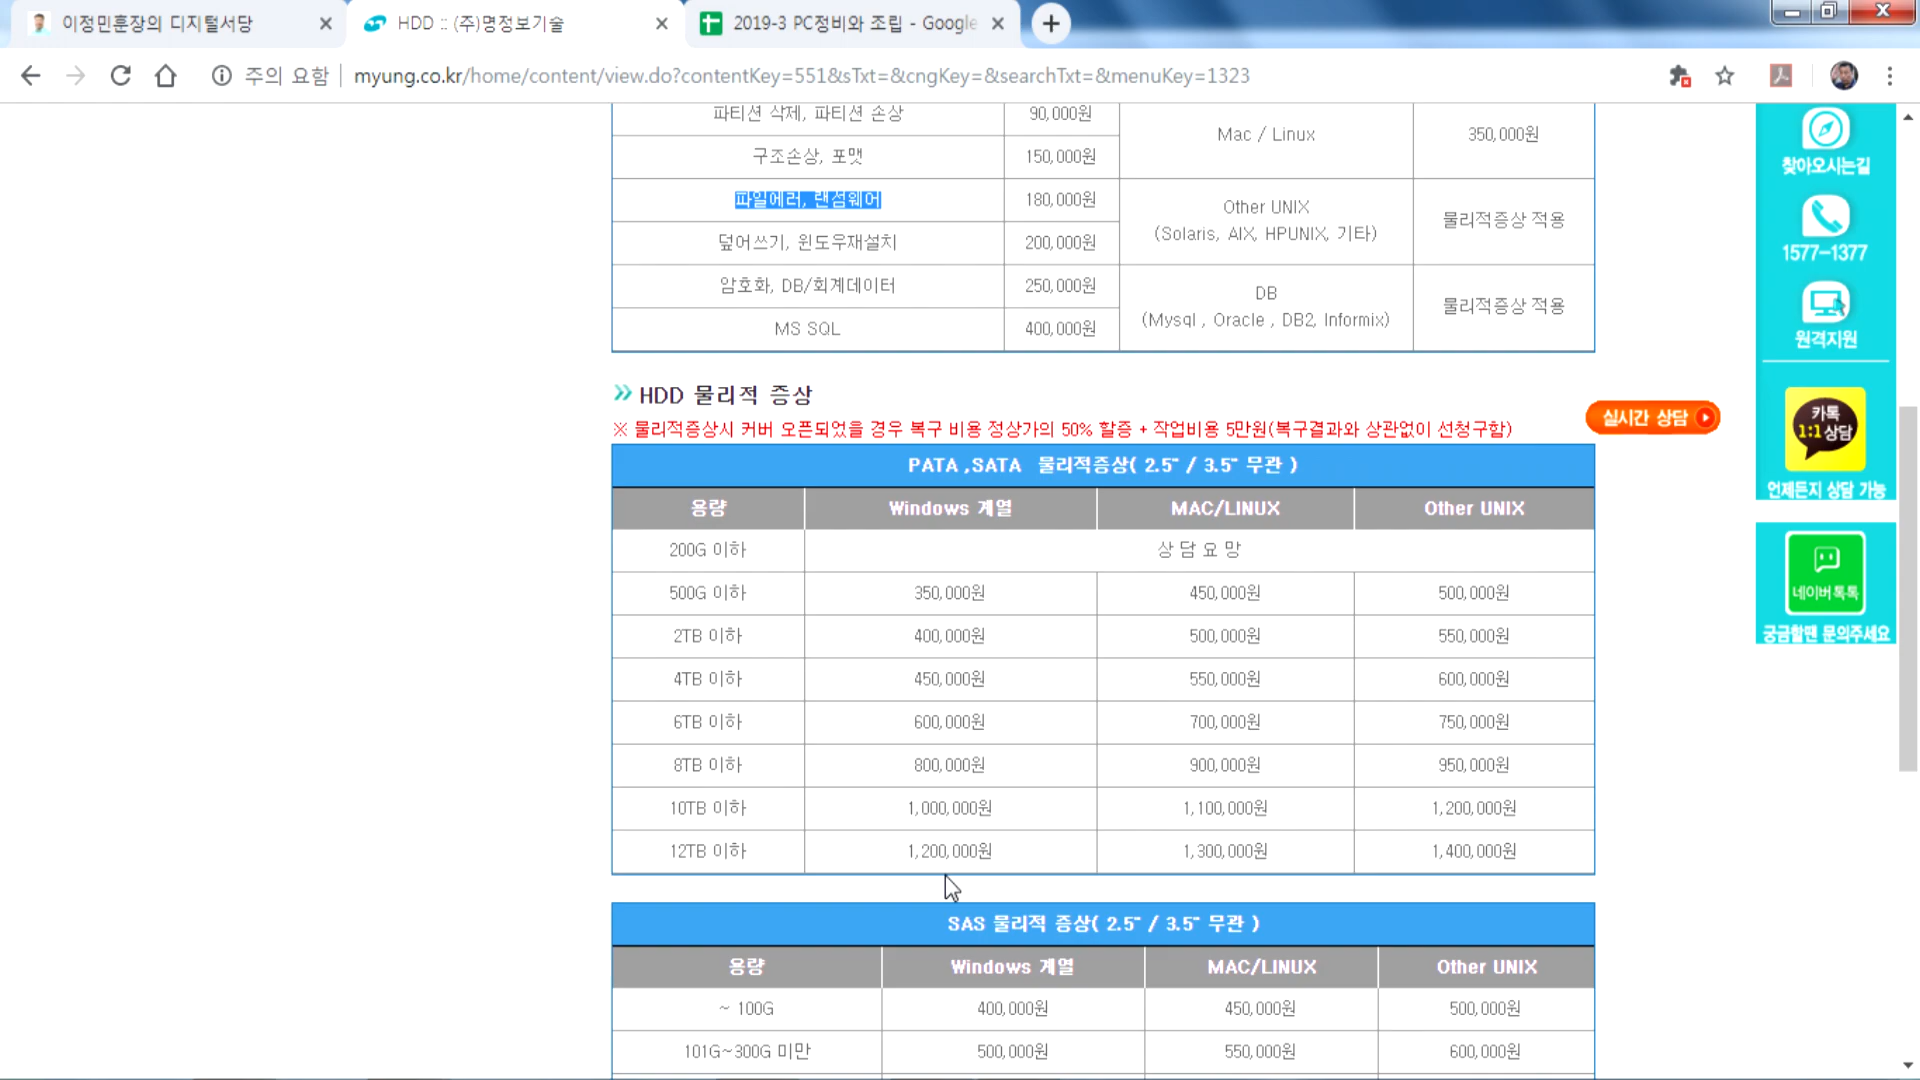 이정민훈장의 디지털서당
HDD :: (주)명정보기술
2019-3 PC정비와 조립 - Google
주의 요함
myung.co.kr/home/content/view.do?contentKey=551&sTxt=&cngKey=&searchTxt=&menuKey=1323
파티션 삭제, 파티션 손상 90,000원
Mac / Linux 350,000원
구조손상, 포맷 150,000원
파일에러, 랜섬웨어 180,000원
Other UNIX
(Solaris, AIX, HPUNIX, 기타)
물리적증상 적용
덮어쓰기, 윈도우재설치 200,000원
암호화, DB/회계데이터 250,000원
DB
(Mysql , Oracle , DB2, Informix)
물리적증상 적용
MS SQL 400,000원
HDD 물리적 증상
※ 물리적증상시 커버 오픈되었을 경우 복구 비용 정상가의 50% 할증 + 작업비용 5만원(복구결과와 상관없이 선청구함)
PATA ,SATA 물리적증상( 2.5" / 3.5" 무관 )
용량 Windows 계열 MAC/LINUX Other UNIX
200G 이하 상 담 요 망
500G 이하 350,000원 450,000원 500,000원
2TB 이하 400,000원 500,000원 550,000원
4TB 이하 450,000원 550,000원 600,000원
6TB 이하 600,000원 700,000원 750,000원
8TB 이하 800,000원 900,000원 950,000원
10TB 이하 1,000,000원 1,100,000원 1,200,000원
12TB 이하 1,200,000원 1,300,000원 1,400,000원
SAS 물리적 증상( 2.5" / 3.5" 무관 )
용량 Windows 계열 MAC/LINUX Other UNIX
~ 100G 400,000원 450,000원 500,000원
101G~300G 미만 500,000원 550,000원 600,000원
실시간 상담
찾아오시는길
1577-1377
원격지원
카톡
1:1상담
언제든지 상담 가능
네이버톡톡
궁금할땐 문의주세요